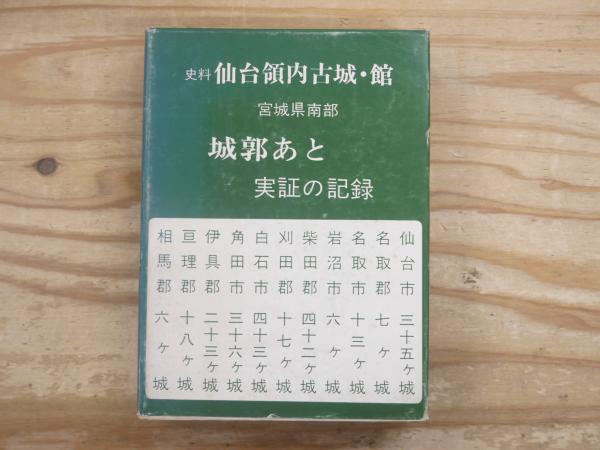 史料 仙台領内古城・館
宮城県南部
城郭あと
実証の記録
仙台市 三十五ヶ城
名取郡 七ヶ城
名取市 十三ヶ城
岩沼市 六ヶ城
柴田郡 四十二ヶ城
刈田郡 十七ヶ城
白石市 四十三ヶ城
角田市 三十六ヶ城
伊具郡 二十三ヶ城
亘理郡 十八ヶ城
相馬郡 六ヶ城